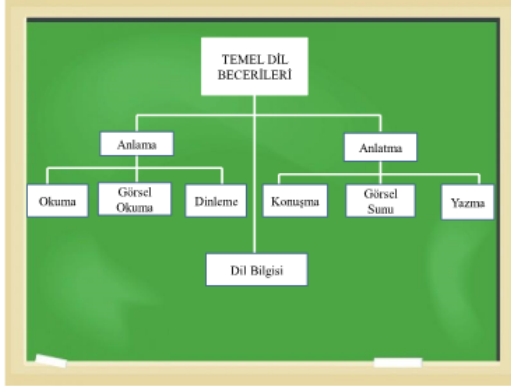 TEMEL DİL
BECERİLERİ
Anlama
Anlatma
Okuma
Görsel
Okuma
Dinleme
Konuşma
Görsel
Sunu
Yazma
Dil Bilgisi